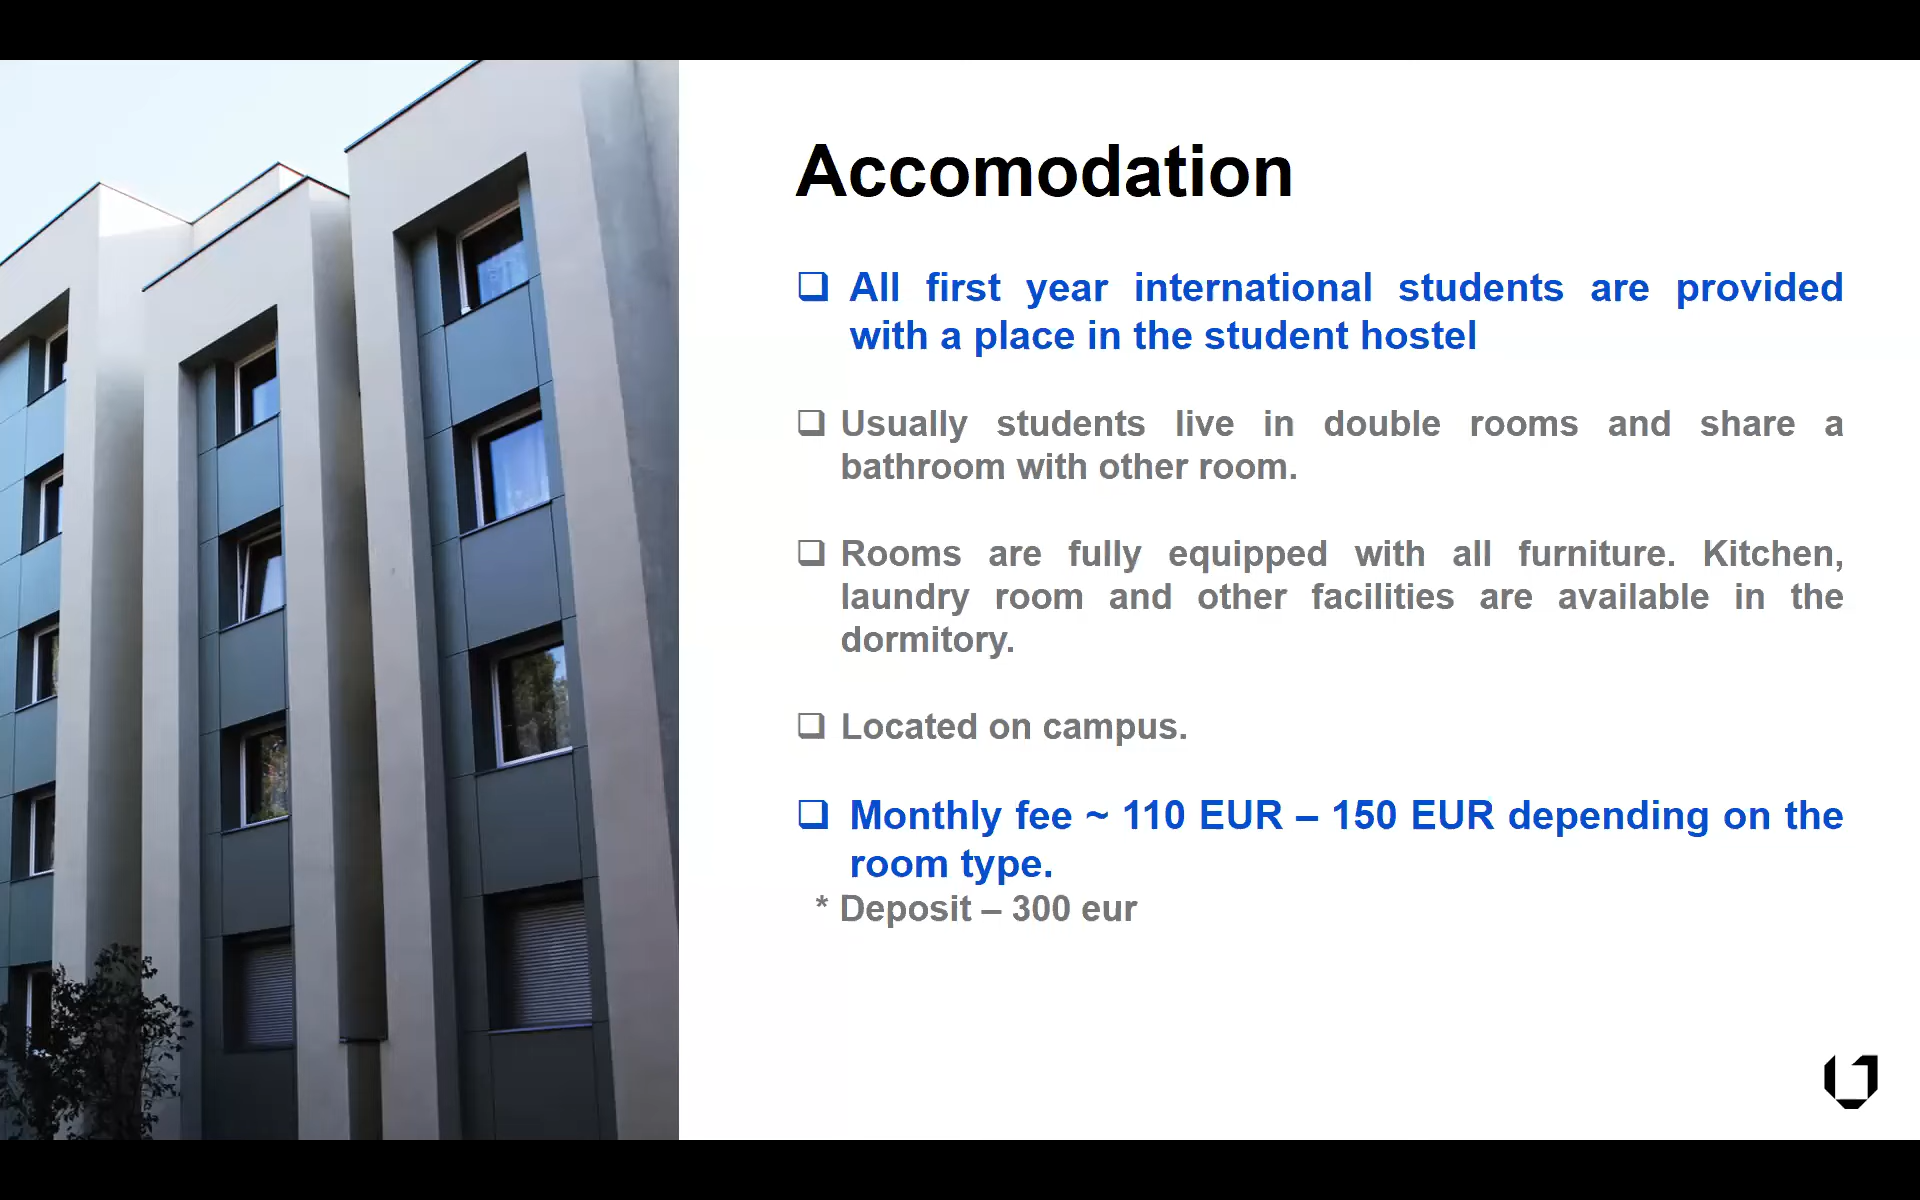 Accomodation
❑ All first year international students are provided
with a place in the student hostel
❑ Usually students live in double rooms and share a
bathroom with other room.
❑ Rooms are fully equipped with all furniture. Kitchen,
laundry room and other facilities are available in the
dormitory.
❑ Located on campus.
❑ Monthly fee ~ 110 EUR – 150 EUR depending on the
room type.
* Deposit – 300 eur